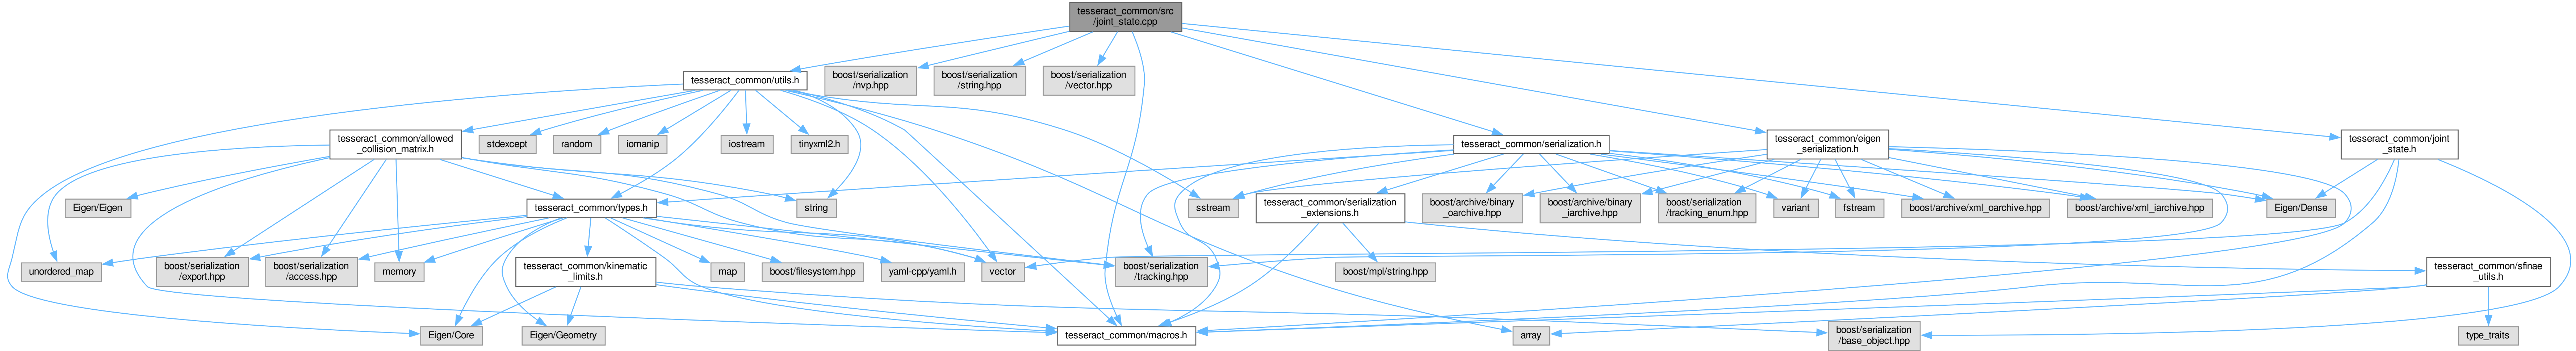 tesseract_common/src
/joint_state.cpp
tesseract_common/utils.h
boost/serialization
/nvp.hpp
boost/serialization
/string.hpp
boost/serialization
/vector.hpp
tesseract_common/allowed
_collision_matrix.h
stdexcept
random
iomanip
iostream
tinyxml2.h
tesseract_common/serialization.h
tesseract_common/eigen
_serialization.h
tesseract_common/joint
_state.h
Eigen/Eigen
tesseract_common/types.h
string
sstream
tesseract_common/serialization
_extensions.h
boost/archive/binary
_oarchive.hpp
boost/archive/binary
_iarchive.hpp
boost/serialization
/tracking_enum.hpp
variant
fstream
boost/archive/xml_oarchive.hpp
boost/archive/xml_iarchive.hpp
Eigen/Dense
unordered_map
boost/serialization
/export.hpp
boost/serialization
/access.hpp
memory
tesseract_common/kinematic
_limits.h
map
boost/filesystem.hpp
yaml-cpp/yaml.h
vector
boost/serialization
/tracking.hpp
boost/mpl/string.hpp
tesseract_common/sfinae
_utils.h
Eigen/Core
Eigen/Geometry
tesseract_common/macros.h
array
boost/serialization
/base_object.hpp
type_traits